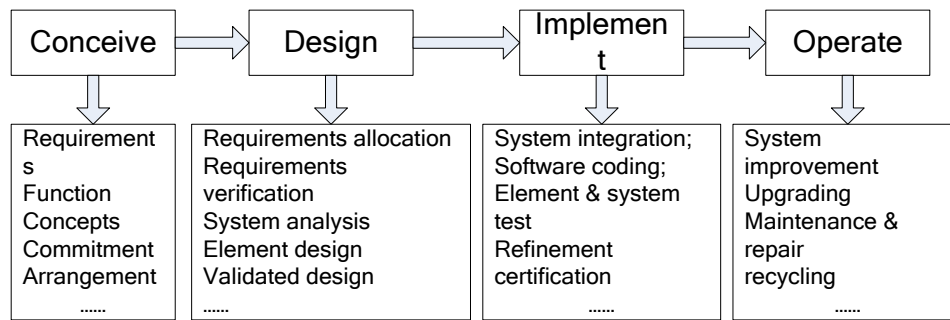 Conceive
Design
Implemen
t
Operate
Requirement
s
Function
Concepts
Commitment
Arrangement
......
Requirements allocation
Requirements
verification
System analysis
Element design
Validated design
......
System integration;
Software coding;
Element & system
test
Refinement
certification
......
System
improvement
Upgrading
Maintenance &
repair
recycling
......